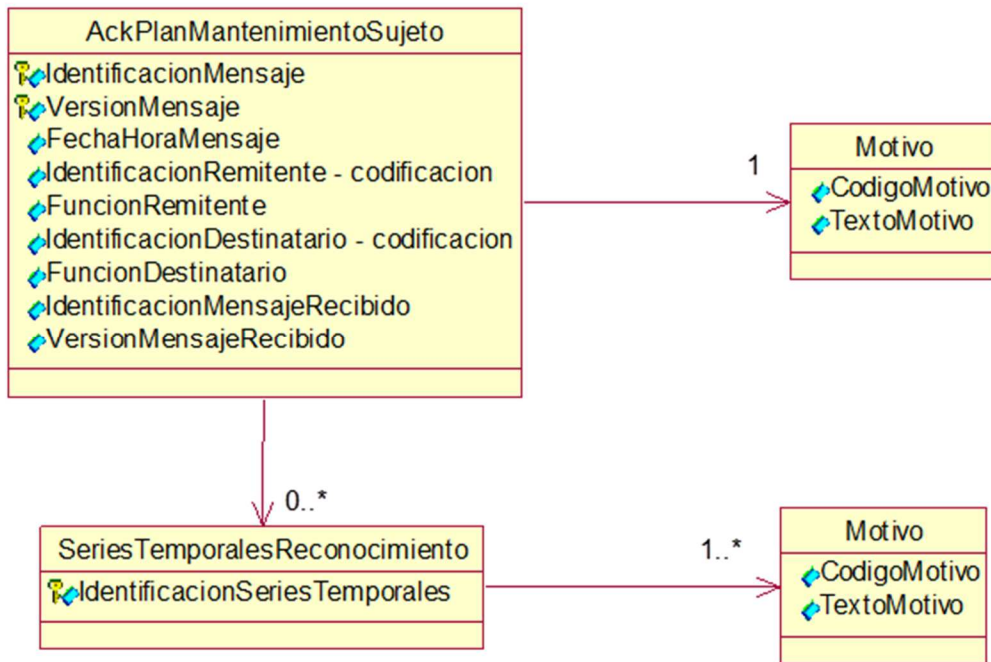 AckPlanMantenimientoSujeto
IdentificacionMensaje
VersionMensaje
FechaHoraMensaje
IdentificacionRemitente - codificacion
FuncionRemitente
IdentificacionDestinatario - codificacion
FuncionDestinatario
IdentificacionMensajeRecibido
VersionMensajeRecibido
1
Motivo
CodigoMotivo
TextoMotivo
0..*
SeriesTemporalesReconocimiento
IdentificacionSeriesTemporales
1..*
Motivo
CodigoMotivo
TextoMotivo